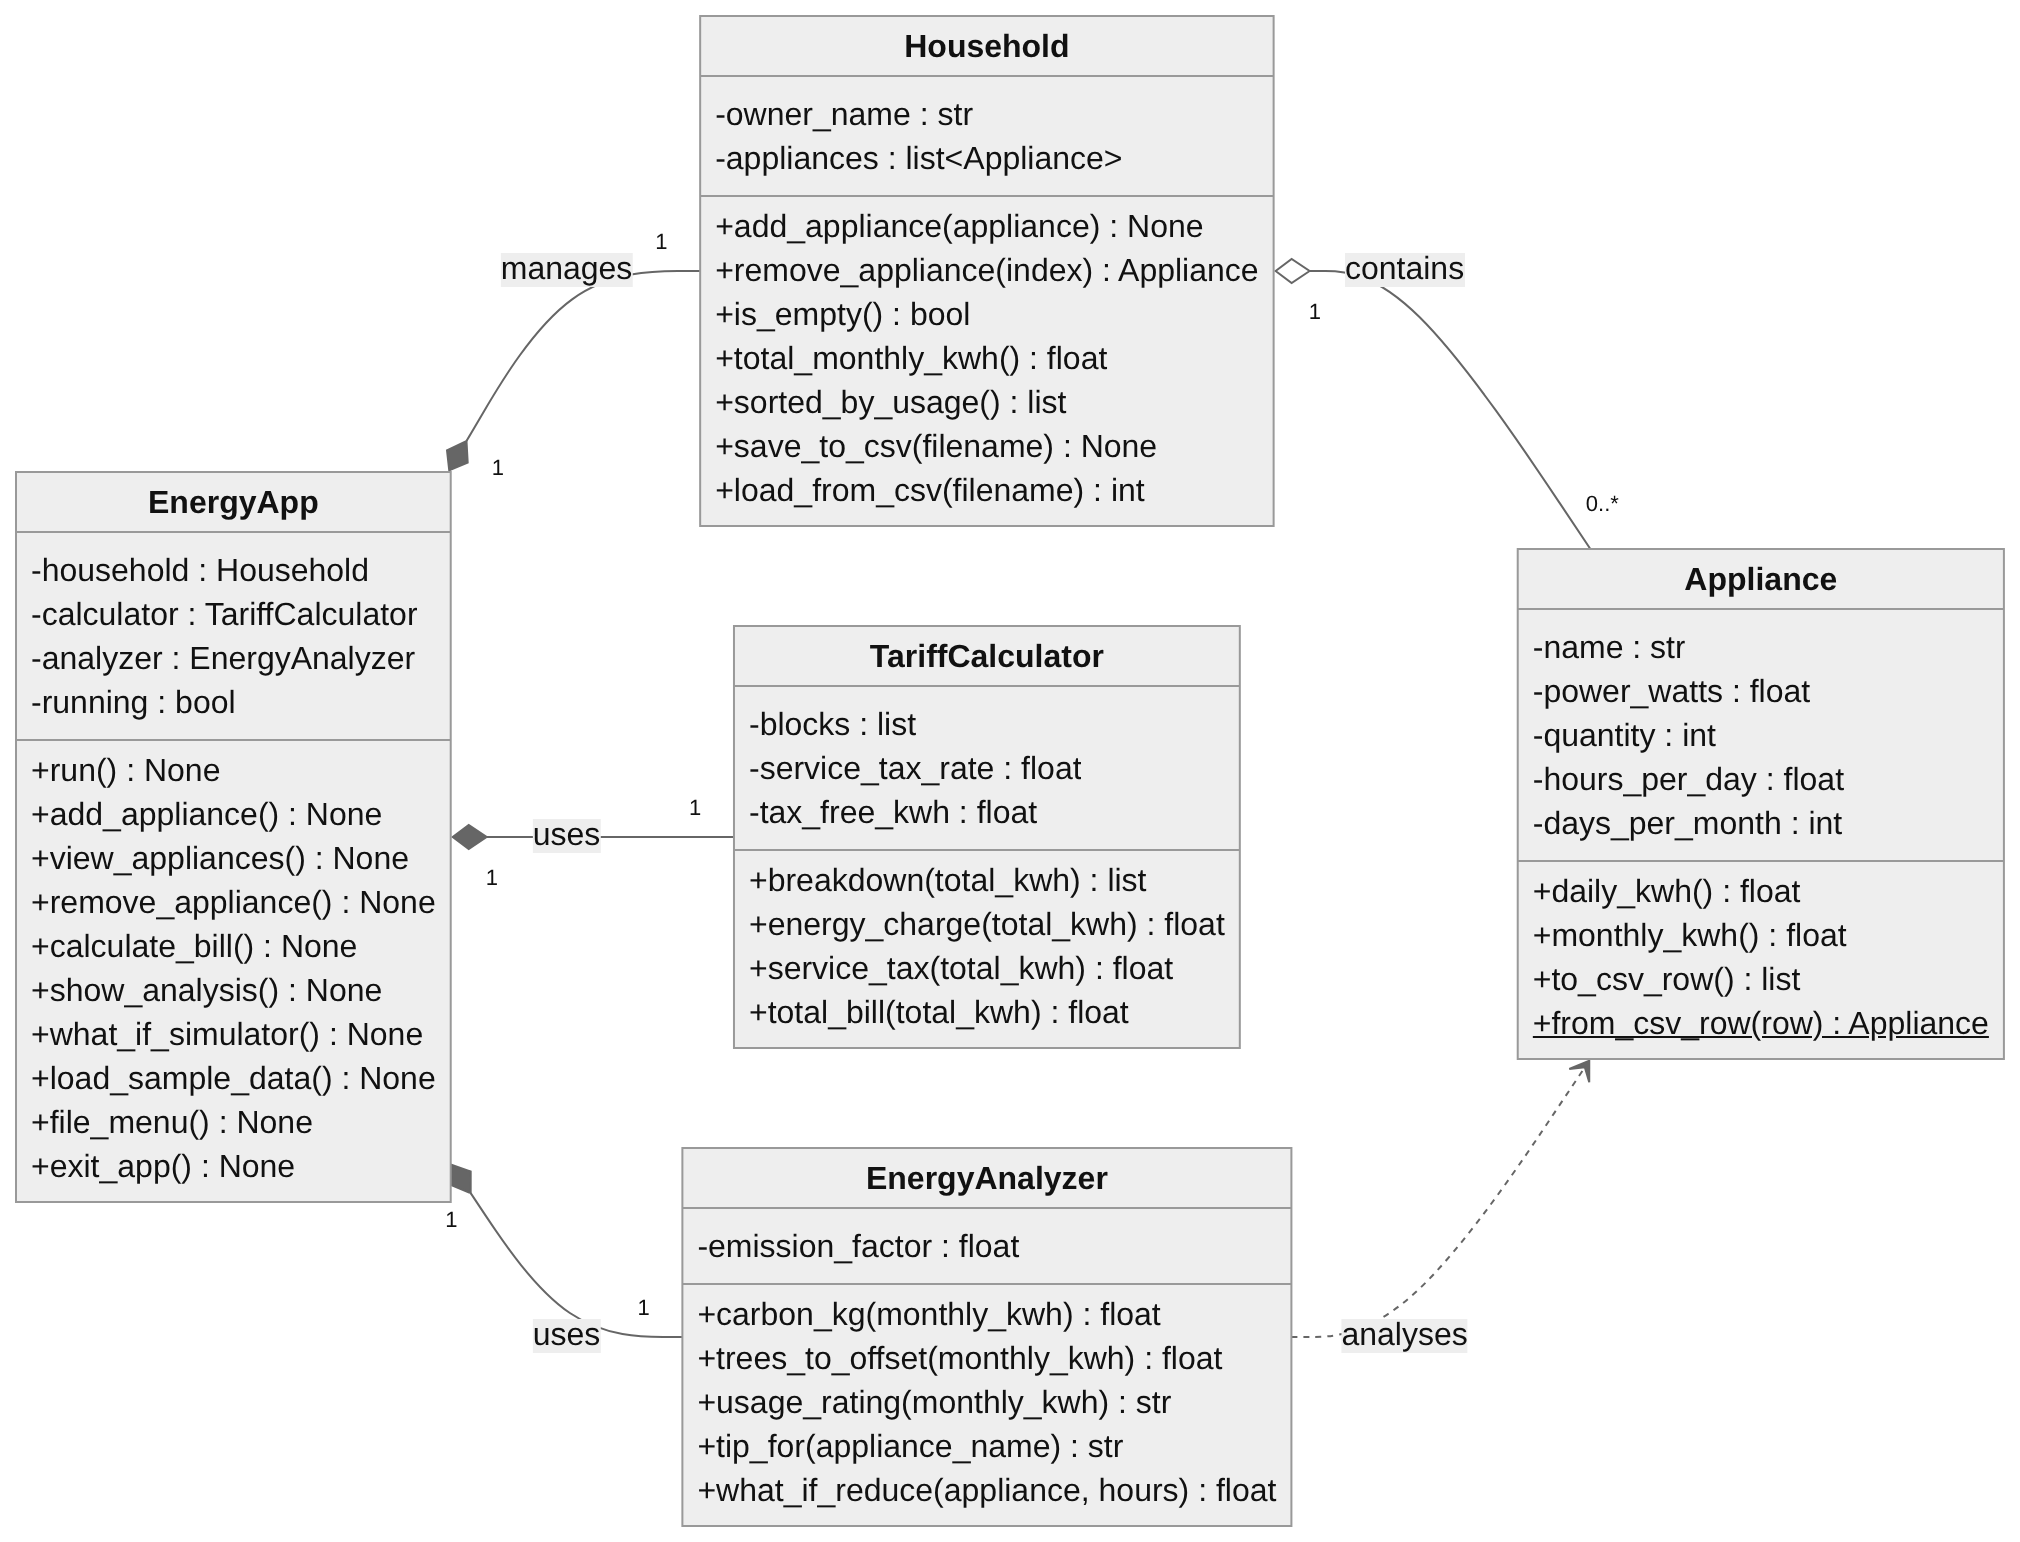 Household
-owner_name : str
-appliances : list<Appliance>
+add_appliance(appliance) : None
+remove_appliance(index) : Appliance
+is_empty() : bool
+total_monthly_kwh() : float
+sorted_by_usage() : list
+save_to_csv(filename) : None
+load_from_csv(filename) : int
manages
1
1
contains
1
0..*
EnergyApp
-household : Household
-calculator : TariffCalculator
-analyzer : EnergyAnalyzer
-running : bool
+run() : None
+add_appliance() : None
+view_appliances() : None
+remove_appliance() : None
+calculate_bill() : None
+show_analysis() : None
+what_if_simulator() : None
+load_sample_data() : None
+file_menu() : None
+exit_app() : None
uses
1
1
TariffCalculator
-blocks : list
-service_tax_rate : float
-tax_free_kwh : float
+breakdown(total_kwh) : list
+energy_charge(total_kwh) : float
+service_tax(total_kwh) : float
+total_bill(total_kwh) : float
Appliance
-name : str
-power_watts : float
-quantity : int
-hours_per_day : float
-days_per_month : int
+daily_kwh() : float
+monthly_kwh() : float
+to_csv_row() : list
+from_csv_row(row) : Appliance
1
1
uses
EnergyAnalyzer
-emission_factor : float
+carbon_kg(monthly_kwh) : float
+trees_to_offset(monthly_kwh) : float
+usage_rating(monthly_kwh) : str
+tip_for(appliance_name) : str
+what_if_reduce(appliance, hours) : float
analyses